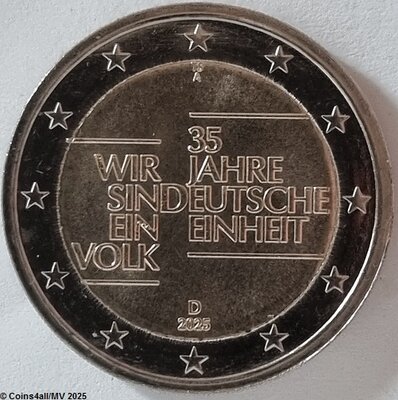 A
35
WIR JAHRE
SINDEUTSCHE
EIN EINHEIT
VOLK
D
2025
© Coins4all/MV 2025